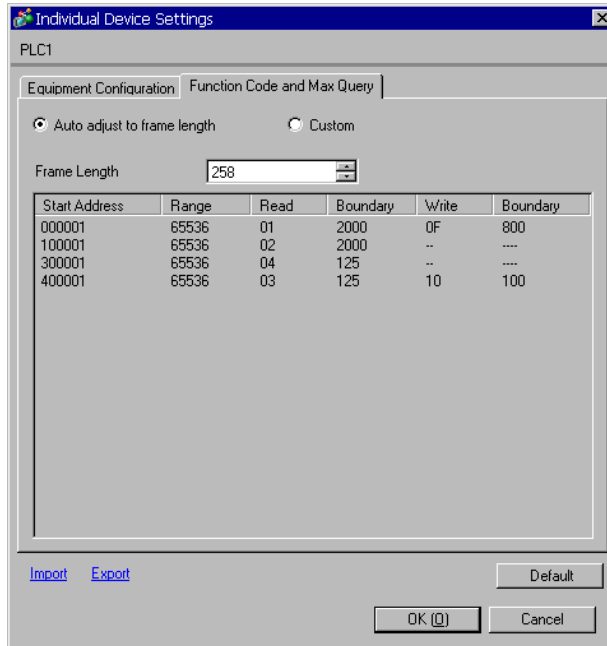 Individual Device Settings
PLC1
Equipment Configuration Function Code and Max Query
Auto adjust to frame length Custom
Frame Length 258
Start Address Range Read Boundary Write Boundary
000001 65536 01 2000 0F 800
100001 65536 02 2000 -- ----
300001 65536 04 125 -- ----
400001 65536 03 125 10 100
Import Export Default
OK (O) Cancel